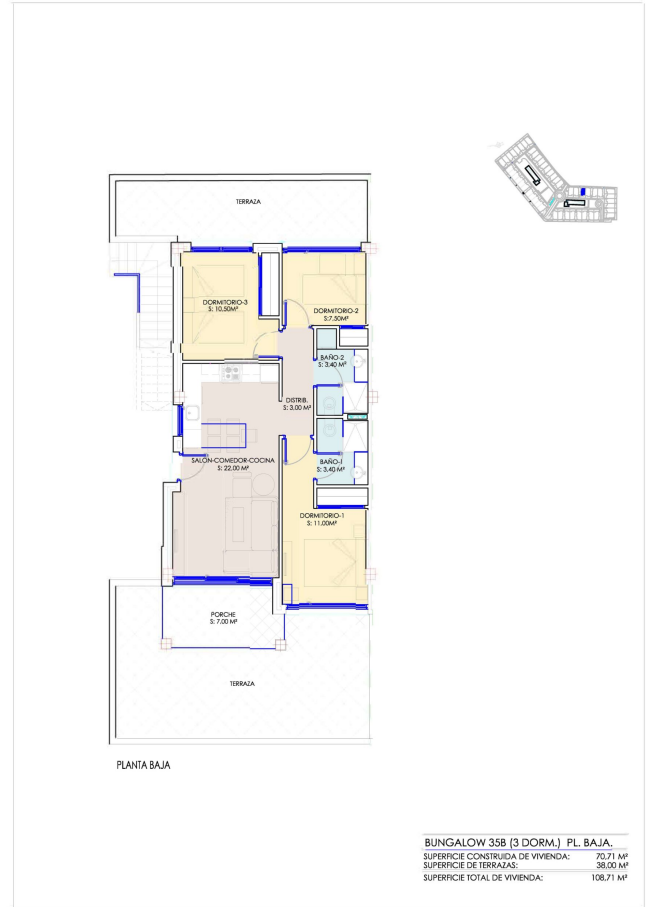 TERRAZA
DORMITORIO-3
S: 10.50M²
DORMITORIO-2
S:7.50M²
BAÑO-2
S: 3,40 M²
DISTRIB.
S: 3,00 M²
SALON-COMEDOR-COCINA
S: 22,00 M²
BAÑO-1
S: 3,40 M²
DORMITORIO-1
S: 11.00M²
PORCHE
S: 7.00 M²
TERRAZA
PLANTA BAJA
BUNGALOW 35B (3 DORM.) PL. BAJA.
SUPERFICIE CONSTRUIDA DE VIVIENDA: 70,71 M²
SUPERFICIE DE TERRAZAS: 38,00 M²
SUPERFICIE TOTAL DE VIVIENDA: 108,71 M²